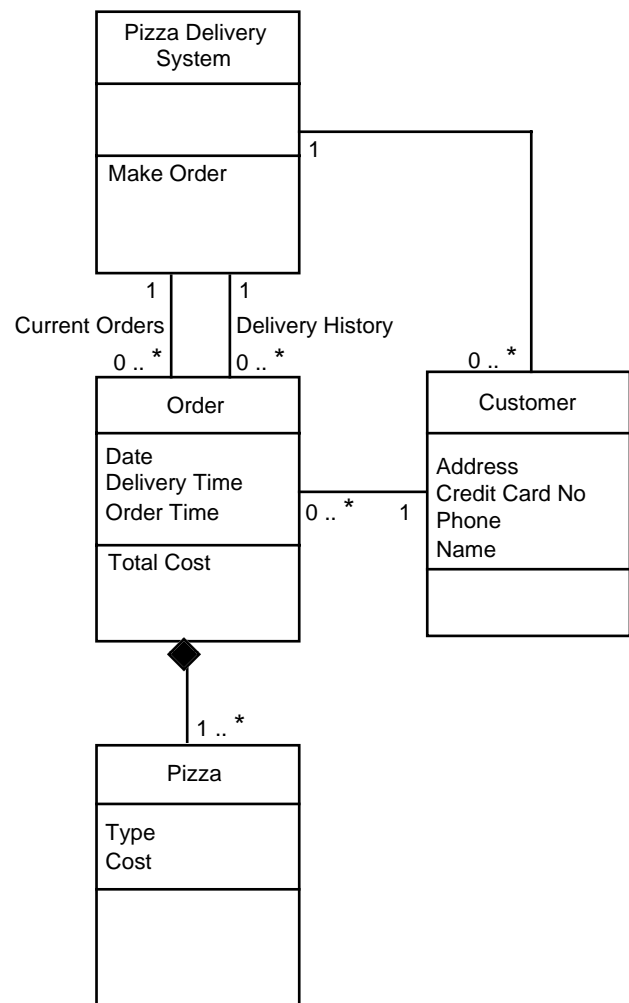 Pizza Delivery
System
1
Make Order
1 1
Current Orders Delivery History
0 .. * 0 .. * 0 .. *
Order
Customer
Date
Delivery Time
Order Time
Address
Credit Card No
Phone
Name
0 .. * 1
Total Cost
1 .. *
Pizza
Type
Cost